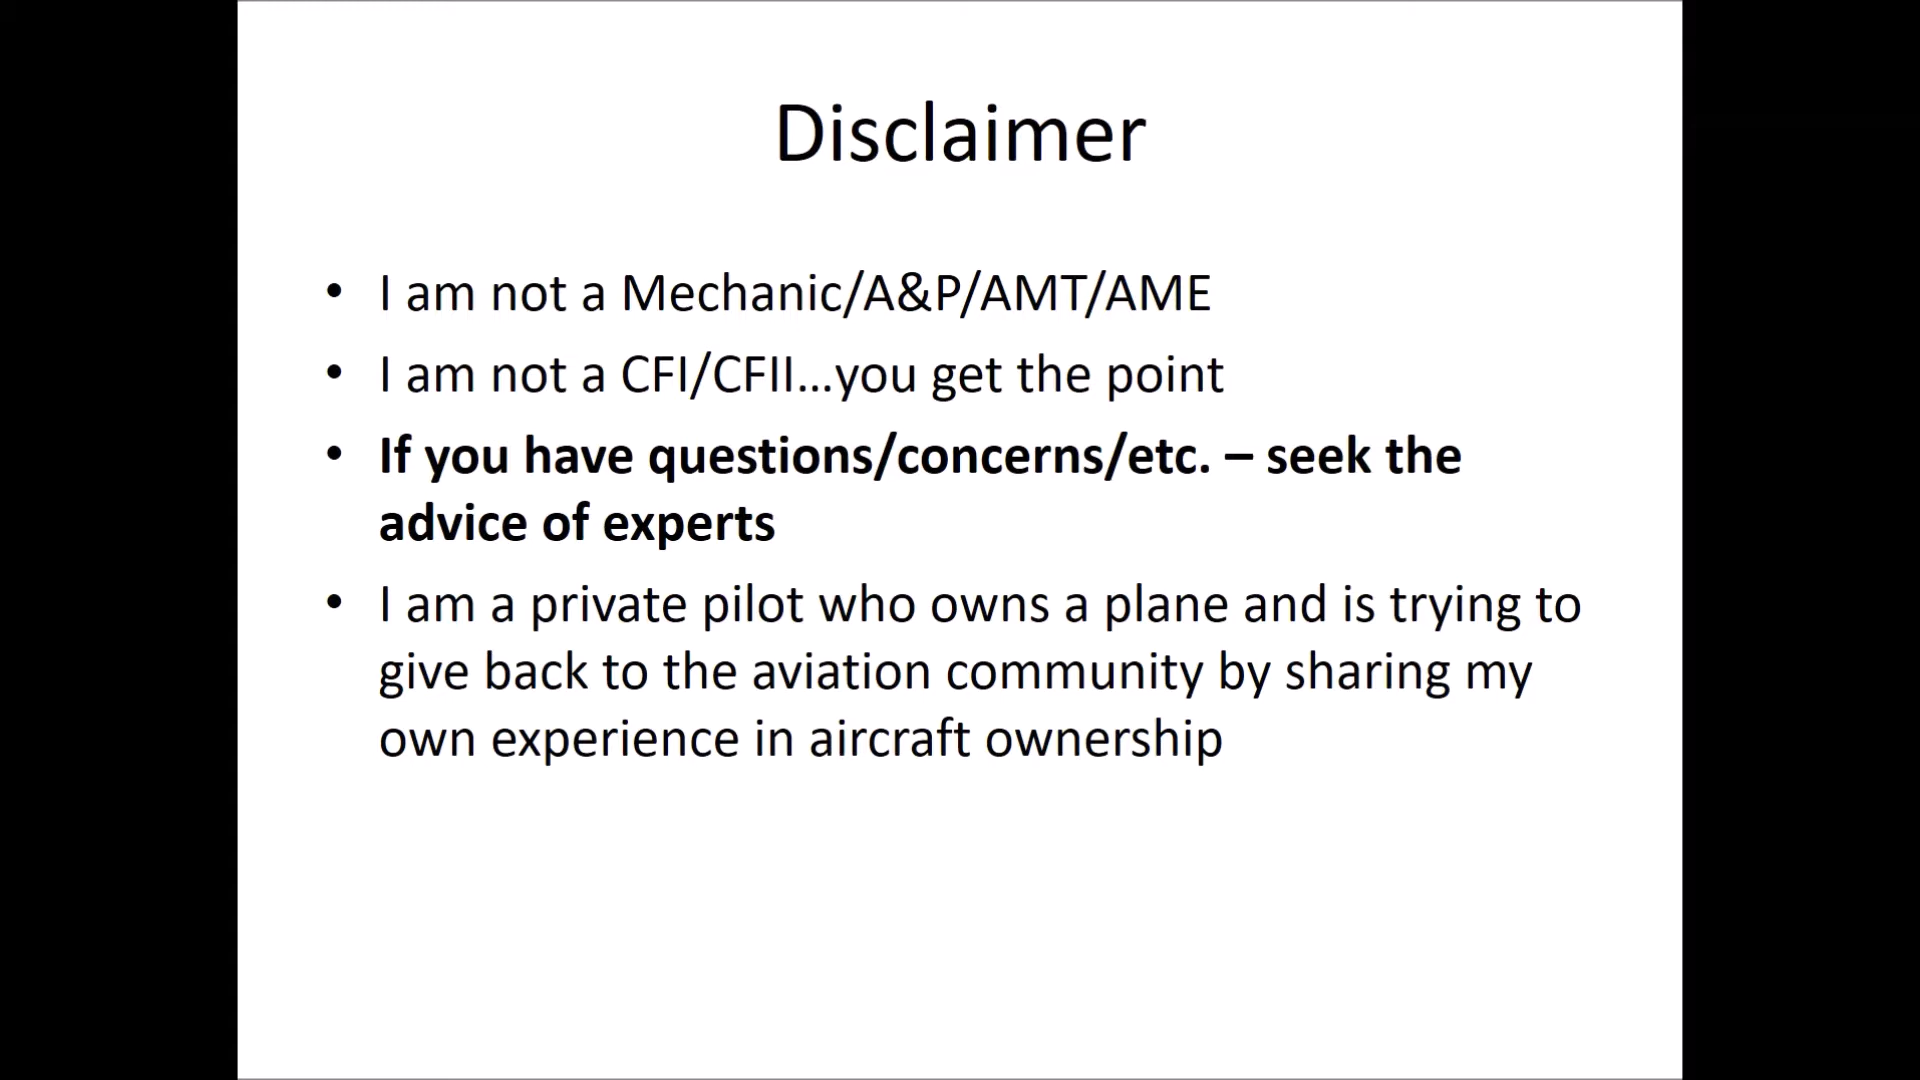 Disclaimer
• I am not a Mechanic/A&P/AMT/AME
• I am not a CFI/CFII...you get the point
• If you have questions/concerns/etc. – seek the
advice of experts
• I am a private pilot who owns a plane and is trying to
give back to the aviation community by sharing my
own experience in aircraft ownership